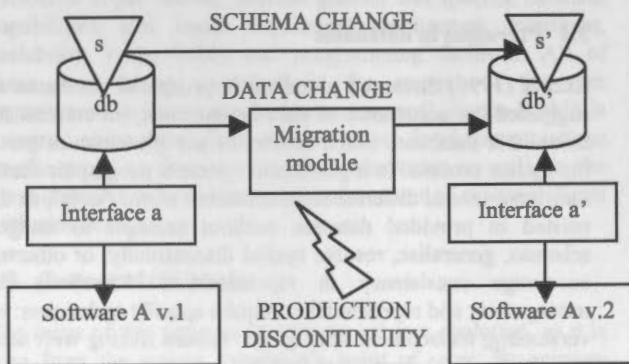 SCHEMA CHANGE
s
s'
db
DATA CHANGE
db'
Migration
module
Interface a
Interface a'
Software A v.1
PRODUCTION
DISCONTINUITY
Software A v.2